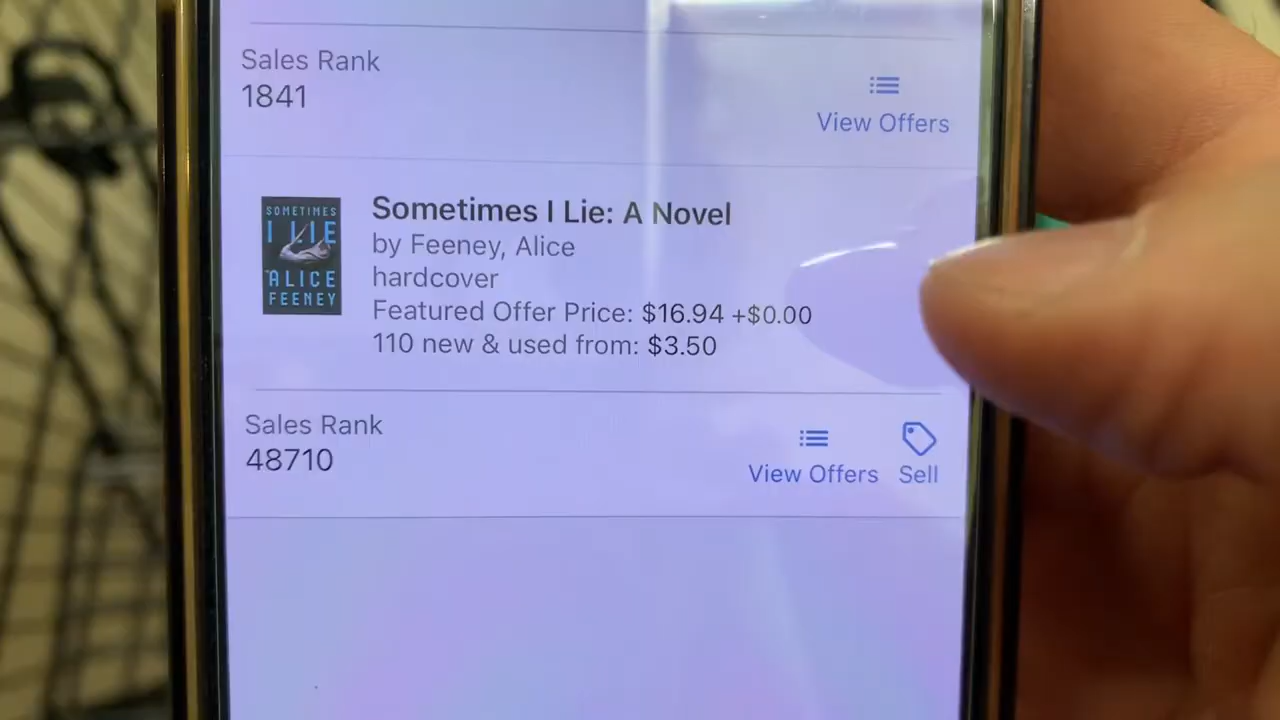 Sales Rank
1841
View Offers
SOMETIMES
I LIE
ALICE
FEENEY
Sometimes I Lie: A Novel
by Feeney, Alice
hardcover
Featured Offer Price: $16.94 +$0.00
110 new & used from: $3.50
Sales Rank
48710
View Offers
Sell